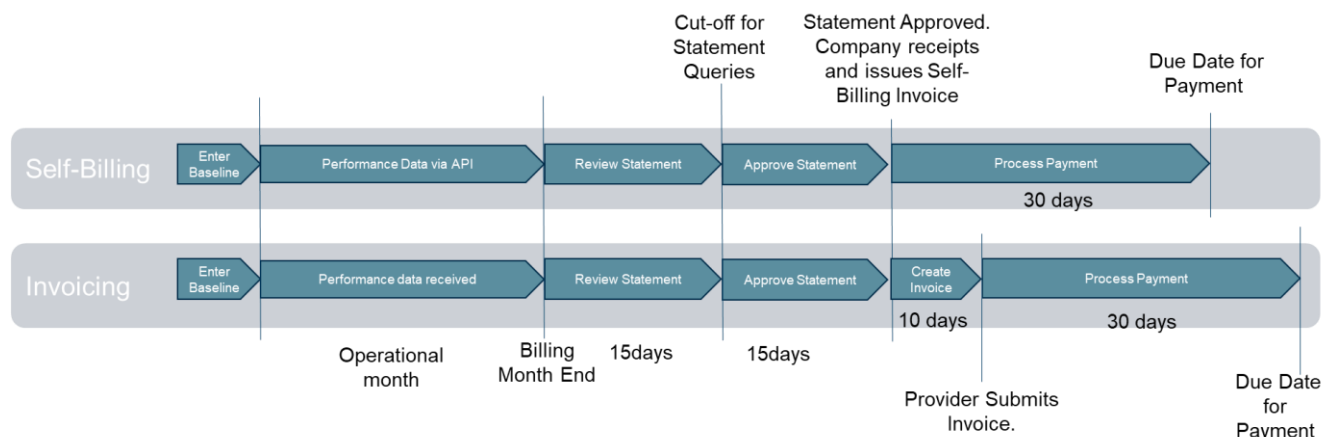 Cut-off for
Statement
Queries
Statement Approved.
Company receipts
and issues Self-
Billing Invoice
Due Date for
Payment
Self-Billing
Enter
Baseline
Performance Data via API
Review Statement
Approve Statement
Process Payment
30 days
Invoicing
Enter
Baseline
Performance data received
Review Statement
Approve Statement
Create
Invoice
Process Payment
10 days
30 days
Operational
month
Billing
Month End
15days
15days
Provider Submits
Invoice.
Due Date
for
Payment